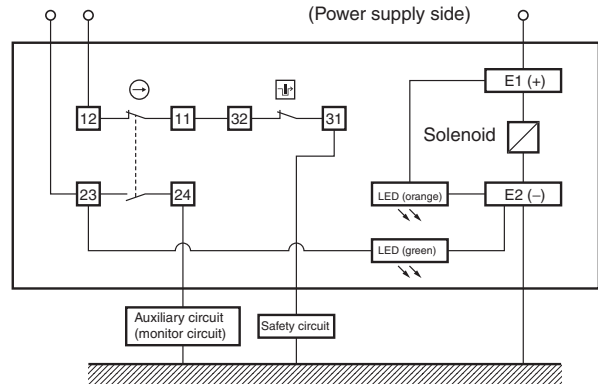 (Power supply side)
E1 (+)
12
11
32
31
Solenoid
23
24
LED (orange)
E2 (−)
LED (green)
Auxiliary circuit
(monitor circuit)
Safety circuit